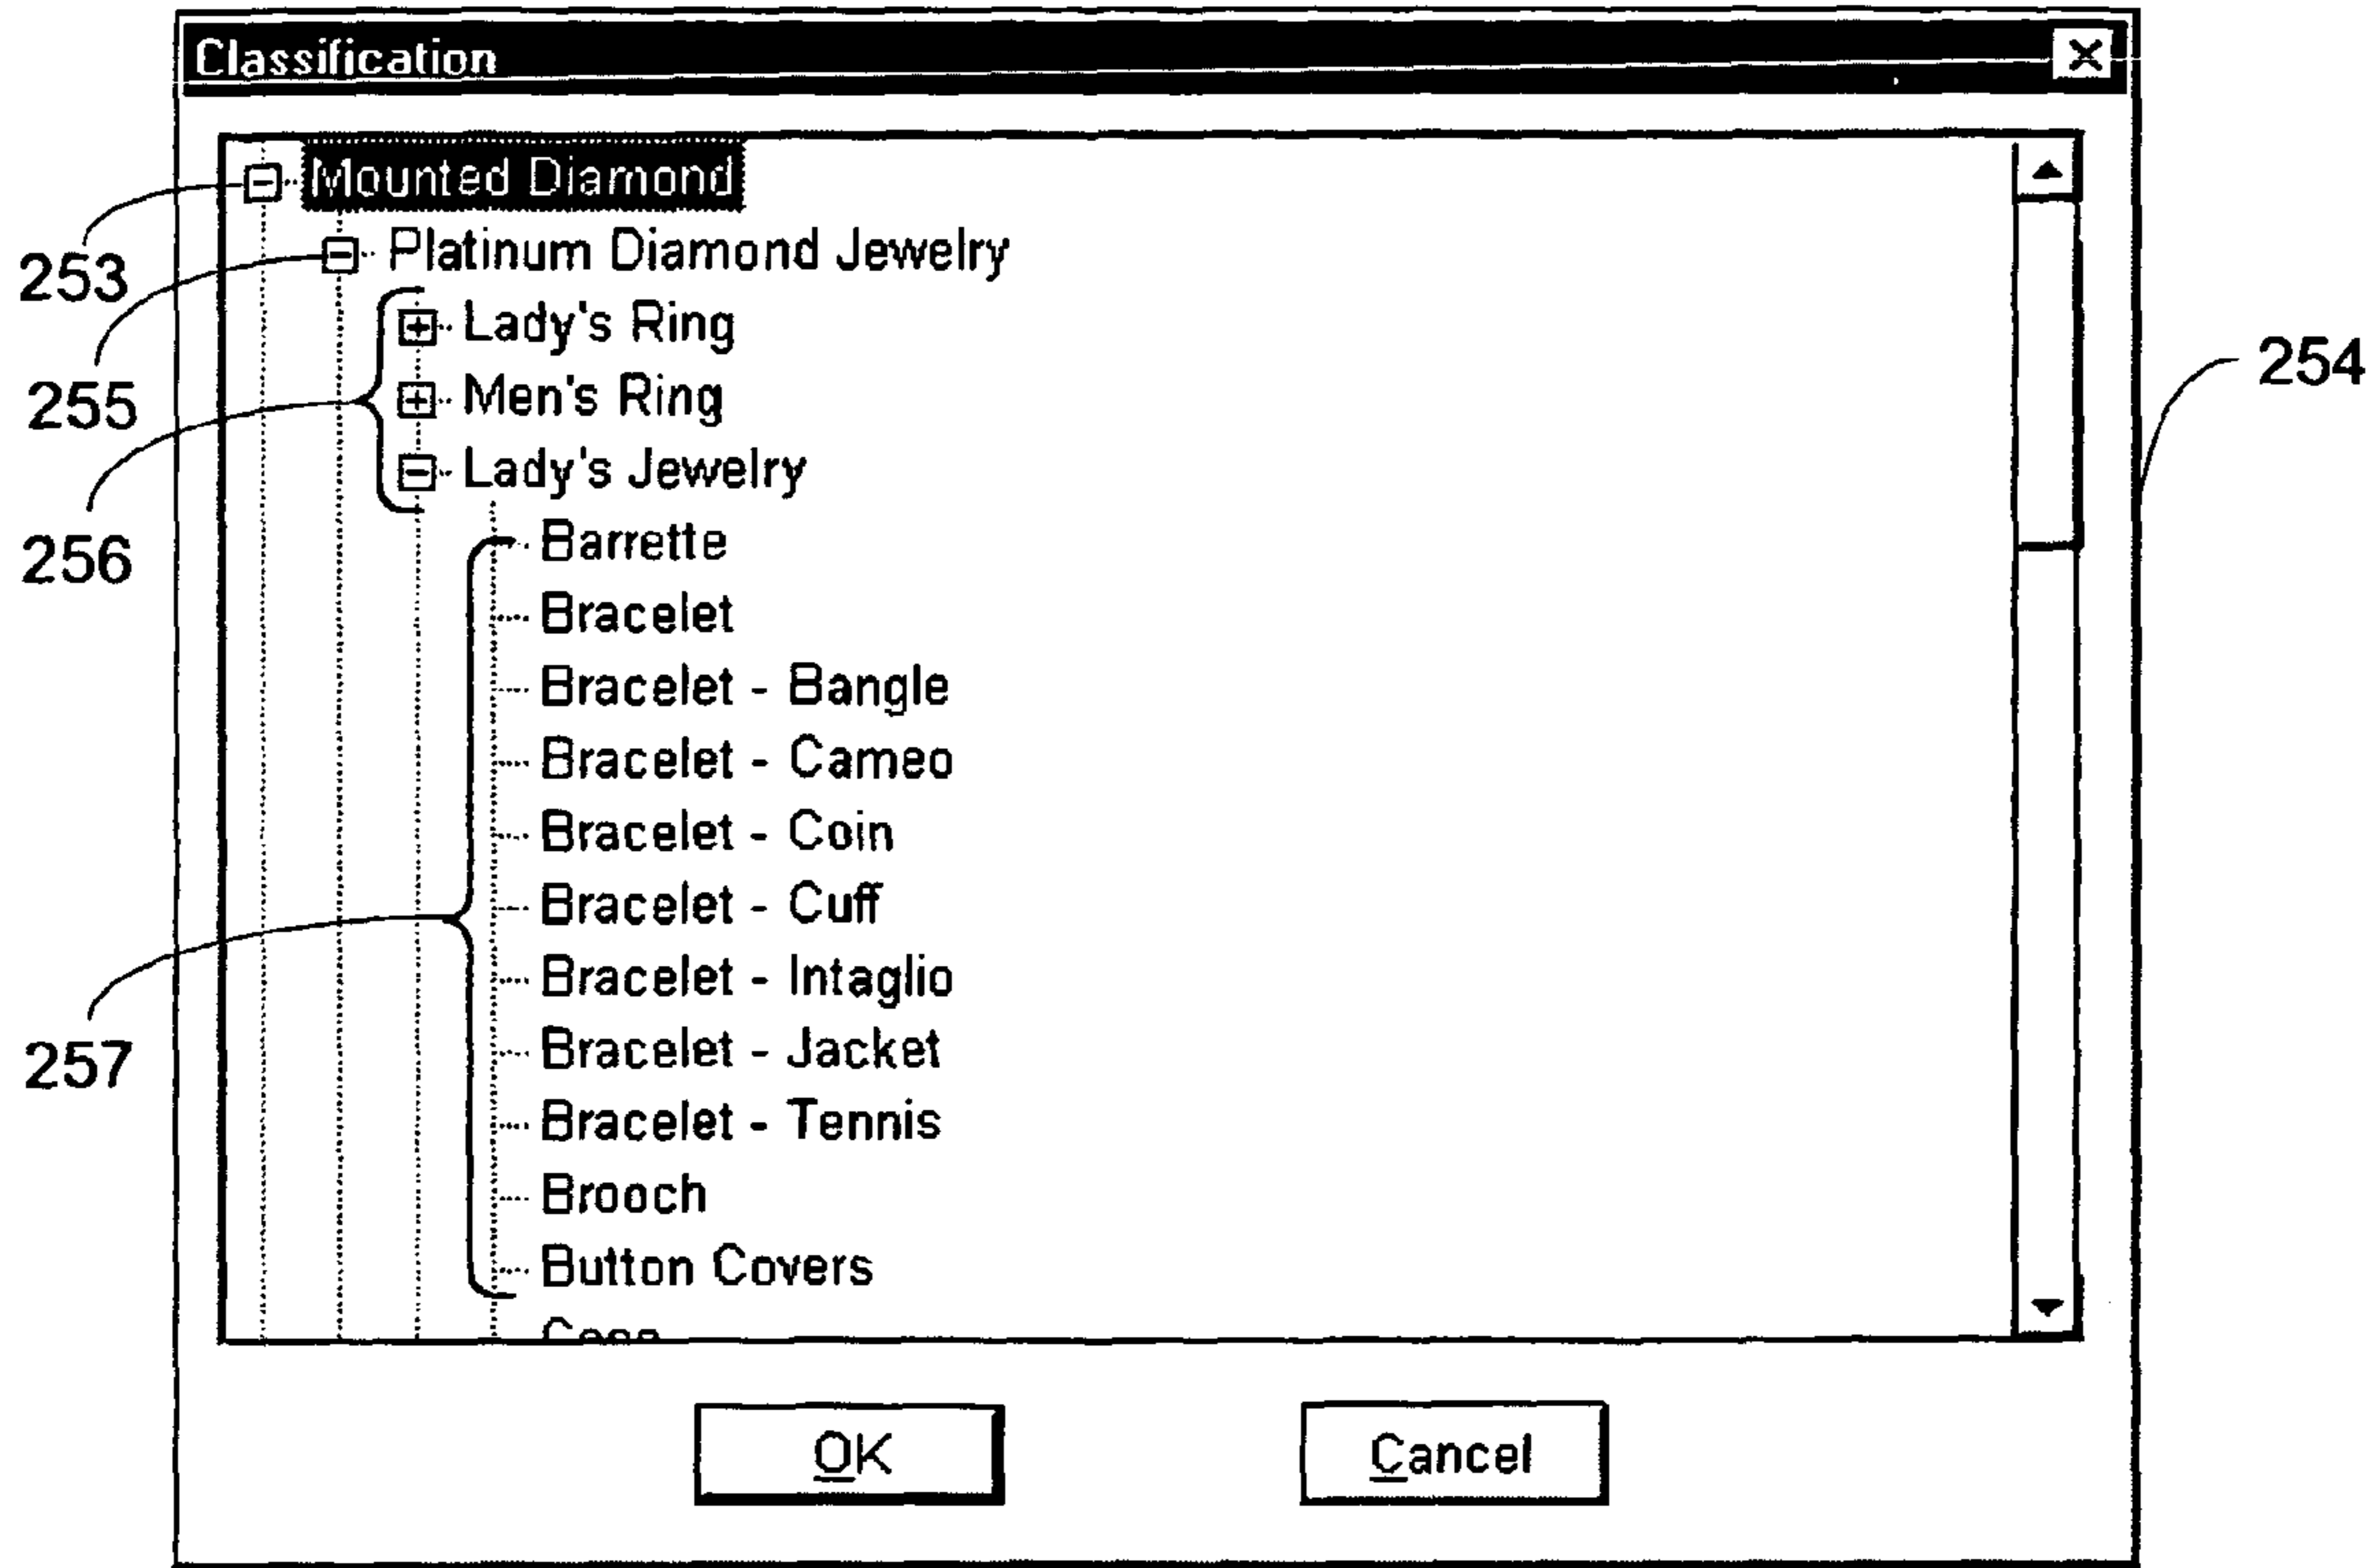 Classification
Mounted Diamond
253
Platinum Diamond Jewelry
Lady's Ring
254
255
Men's Ring
Lady's Jewelry
256
Barrette
Bracelet
Bracelet - Bangle
Bracelet - Cameo
Bracelet - Coin
Bracelet - Cuff
Bracelet - Intaglio
257
Bracelet - Jacket
Bracelet - Tennis
Brooch
Button Covers
OK
Cancel